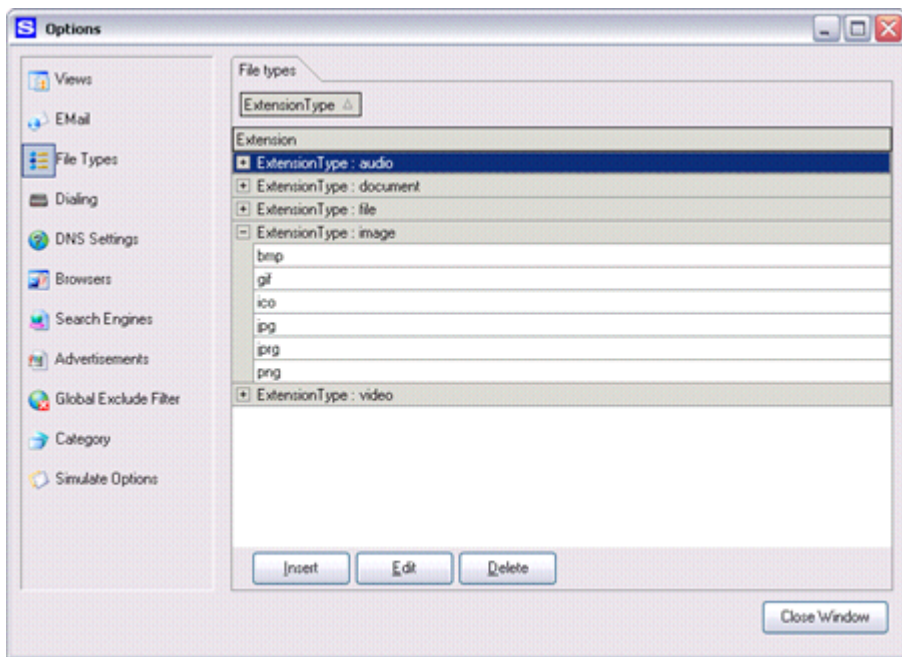 Options
Views
EMail
File Types
Dialing
DNS Settings
Browsers
Search Engines
Advertisements
Global Exclude Filter
Category
Simulate Options
File types
ExtensionType
Extension
ExtensionType : audio
ExtensionType : document
ExtensionType : file
ExtensionType : image
bmp
gif
ico
jpg
jprg
png
ExtensionType : video
Insert
Edit
Delete
Close Window